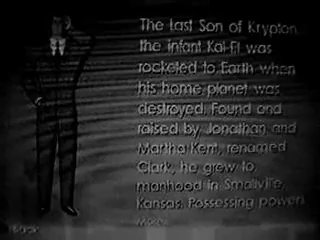 The Last Son of Krypton,
the infant Kal-El was
rocketed to Earth when
his home planet was
destroyed. Found and
raised by Jonathan and
Martha Kent, renamed
Clark, he grew to
manhood in Smallville,
Kansas. Possessing powers
Back